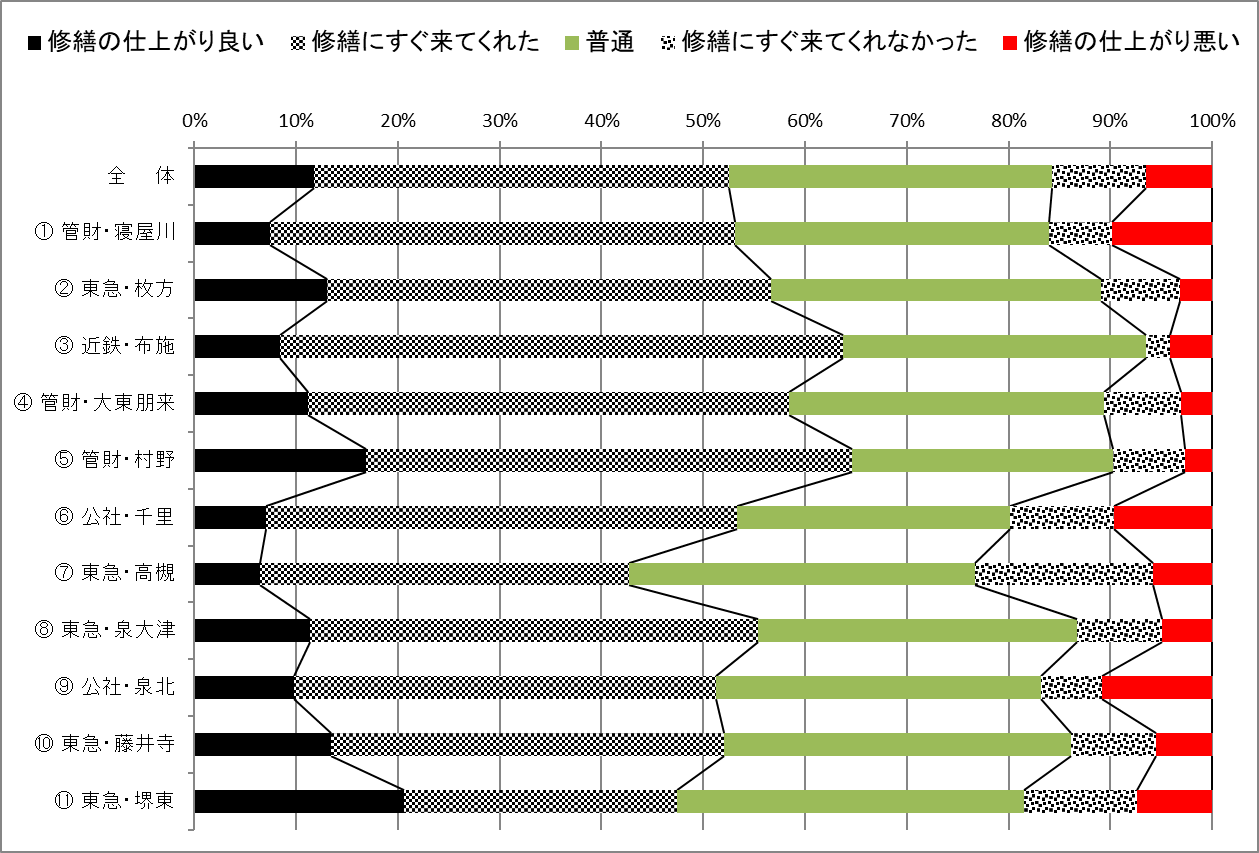 修繕の仕上がり良い 修繕にすぐ来てくれた 普通 修繕にすぐ来てくれなかった 修繕の仕上がり悪い
0% 10% 20% 30% 40% 50% 60% 70% 80% 90% 100%
全 体
① 管財・寝屋川
② 東急・枚方
③ 近鉄・布施
④ 管財・大東朋来
⑤ 管財・村野
⑥ 公社・千里
⑦ 東急・高槻
⑧ 東急・泉大津
⑨ 公社・泉北
⑩ 東急・藤井寺
⑪ 東急・堺東